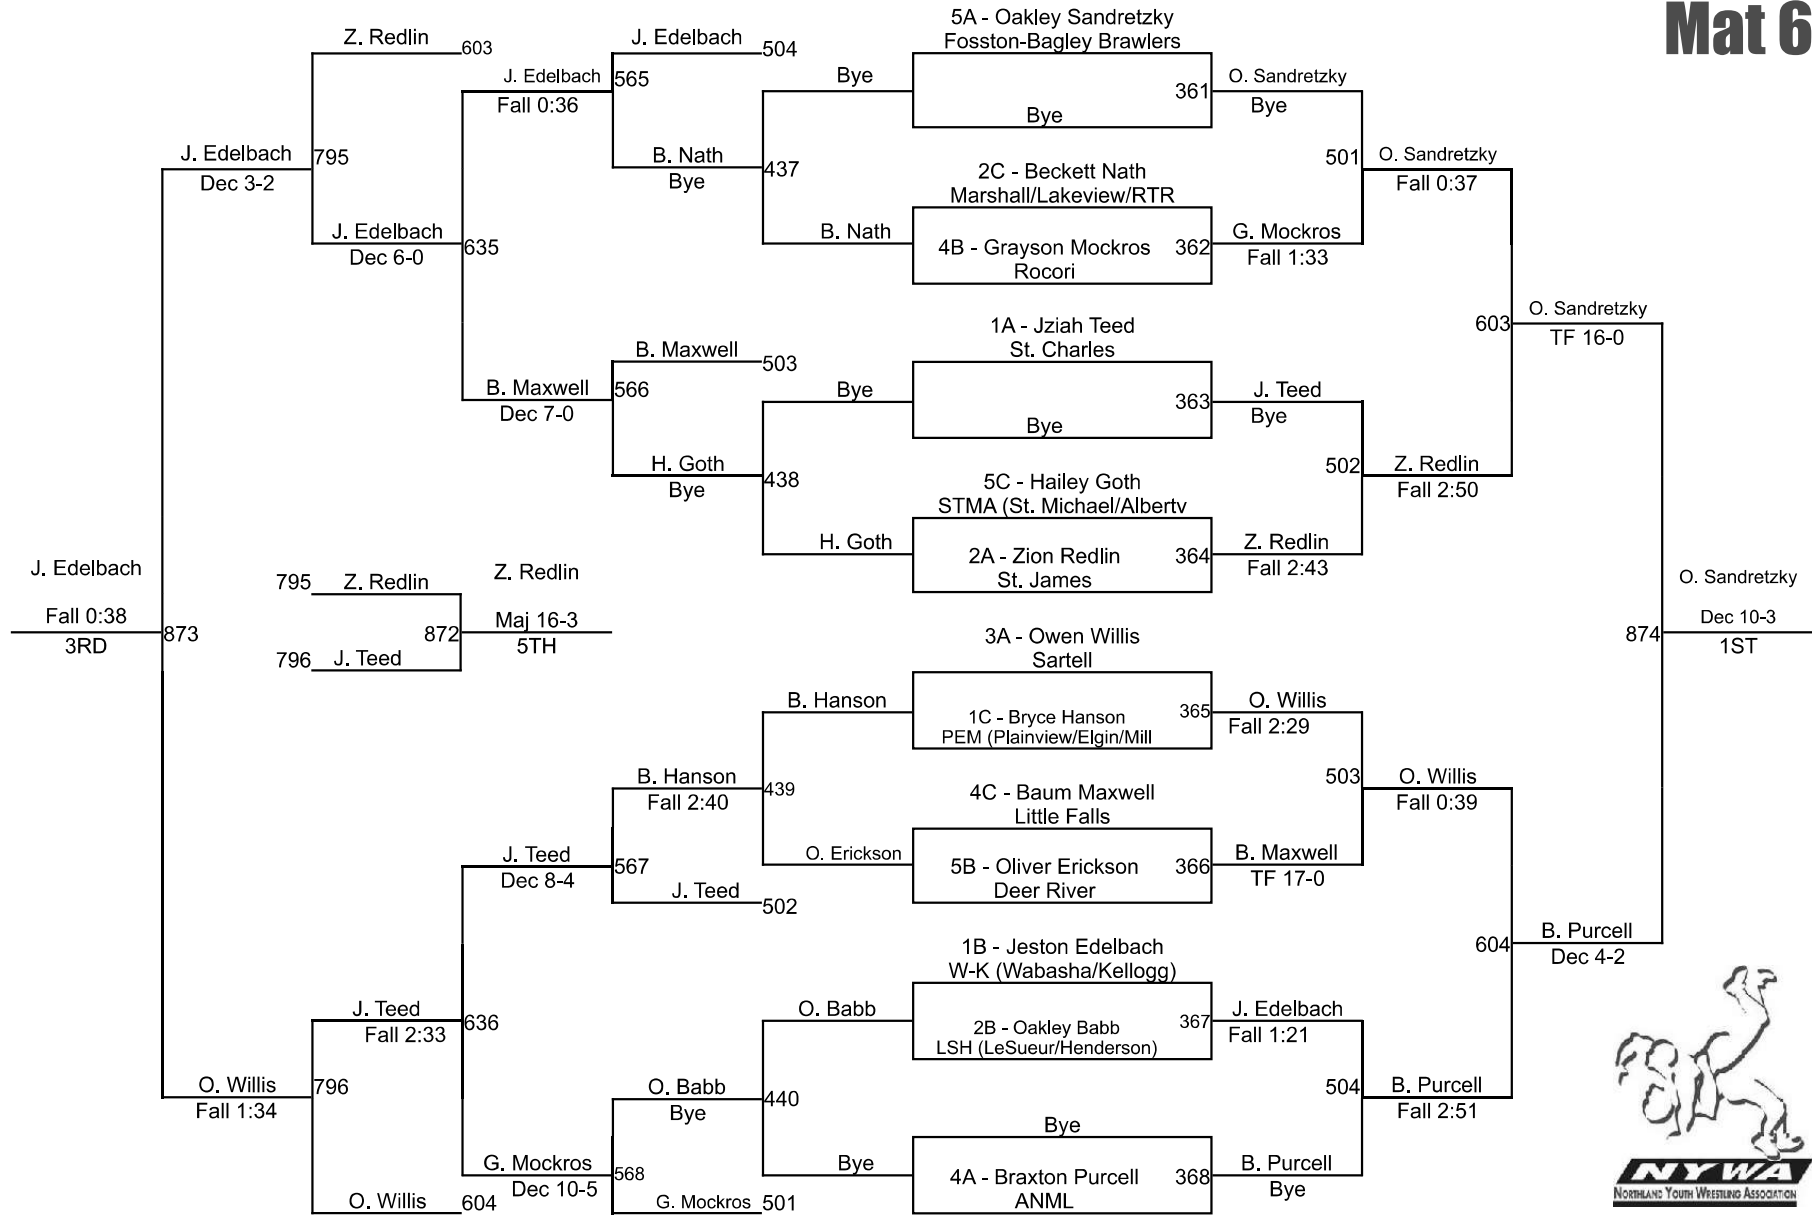 Mat 6
5A - Oakley Sandretzky
Fosston-Bagley Brawlers
361
Bye
2C - Beckett Nath
Marshall/Lakeview/RTR
4B - Grayson Mockros
362
Rocori
1A - Jziah Teed
St. Charles
363
Bye
5C - Hailey Goth
STMA (St. Michael/Albertv
2A - Zion Redlin
364
St. James
3A - Owen Willis
Sartell
1C - Bryce Hanson
365
PEM (Plainview/Elgin/Mill
4C - Baum Maxwell
Little Falls
5B - Oliver Erickson
366
Deer River
1B - Jeston Edelbach
W-K (Wabasha/Kellogg)
2B - Oakley Babb
367
LSH (LeSueur/Henderson)
Bye
4A - Braxton Purcell
368
ANML
O. Sandretzky
Bye
G. Mockros
Fall 1:33
J. Teed
Bye
Z. Redlin
Fall 2:43
O. Willis
Fall 2:29
B. Maxwell
TF 17-0
J. Edelbach
Fall 1:21
B. Purcell
Bye
501
O. Sandretzky
Fall 0:37
502
Z. Redlin
Fall 2:50
503
O. Willis
Fall 0:39
504
B. Purcell
Fall 2:51
603
O. Sandretzky
TF 16-0
604
B. Purcell
Dec 4-2
O. Sandretzky
874
Dec 10-3
1ST
Bye
437
B. Nath
Bye
438
H. Goth
B. Hanson
439
O. Erickson
O. Babb
440
Bye
J. Edelbach
504
565
B. Nath
Bye
B. Maxwell
503
566
H. Goth
Bye
B. Hanson
Fall 2:40
567
J. Teed
502
O. Babb
Bye
568
G. Mockros
501
J. Edelbach
Fall 0:36
635
B. Maxwell
Dec 7-0
J. Teed
Dec 8-4
636
G. Mockros
Dec 10-5
Z. Redlin
603
795
J. Edelbach
Dec 6-0
J. Teed
Fall 2:33
796
O. Willis
604
J. Edelbach
Dec 3-2
O. Willis
Fall 1:34
J. Edelbach
Fall 0:38
873
3RD
795
Z. Redlin
796
J. Teed
872
Z. Redlin
Maj 16-3
5TH
NYWA
NORTHLAND YOUTH WRESTLING ASSOCIATION